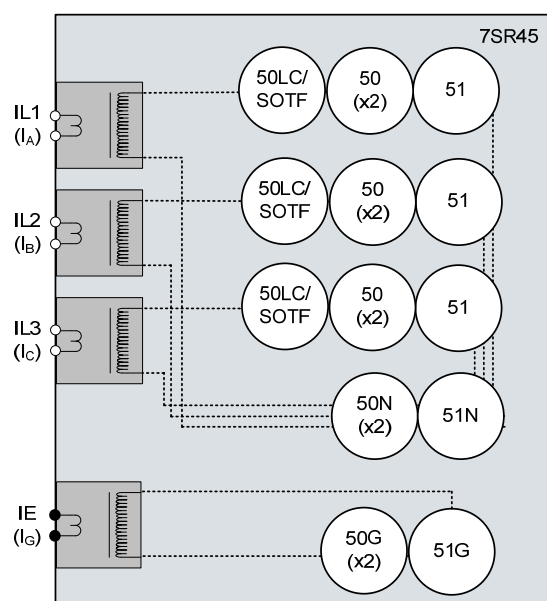 7SR45
IL1
(IA)
50LC/
SOTF
50
(x2)
51
IL2
(IB)
50LC/
SOTF
50
(x2)
51
IL3
(IC)
50LC/
SOTF
50
(x2)
51
50N
(x2)
51N
IE
(IG)
50G
(x2)
51G